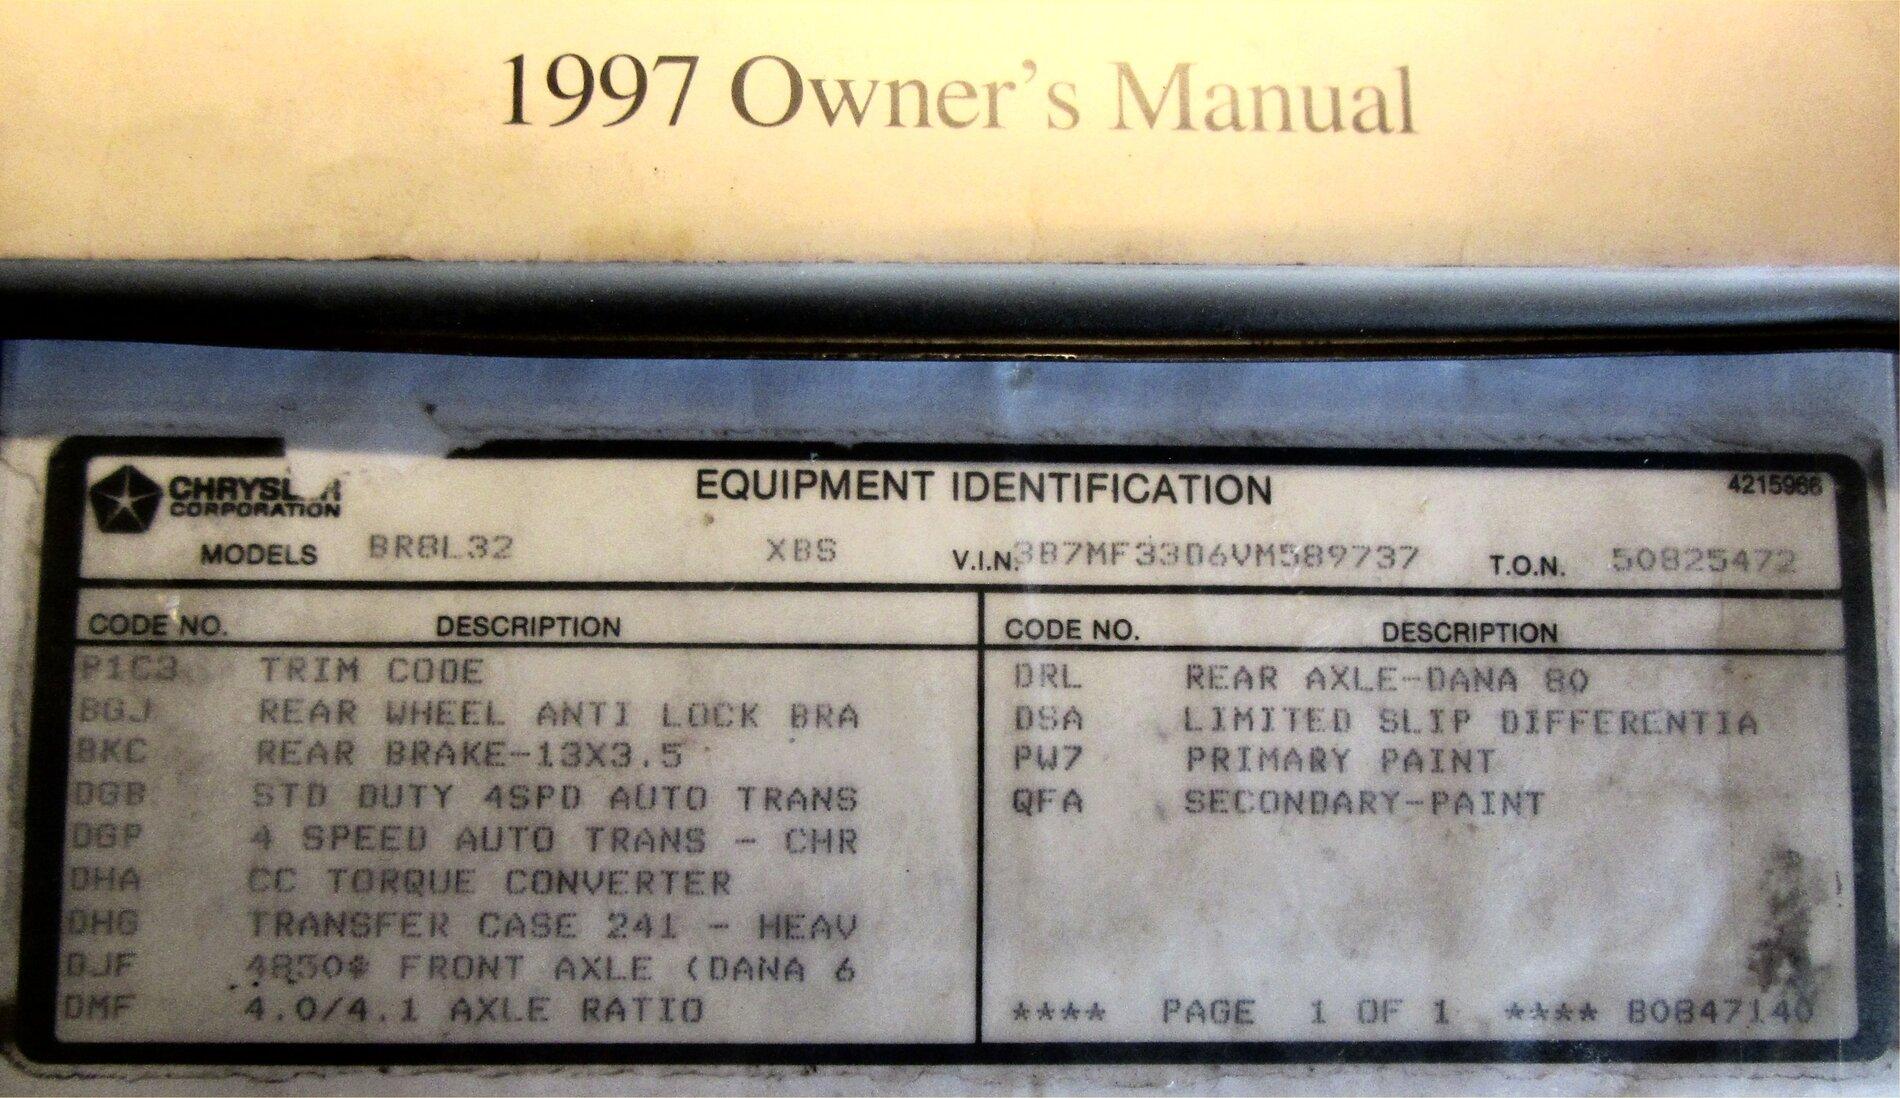 1997 Owner's Manual
CHRYSLER EQUIPMENT IDENTIFICATION 4215966
CORPORATION
MODELS BR8L32 XBS V.I.N. 3B7MF33D6VM589737 T.O.N. 50825472
CODE NO. DESCRIPTION CODE NO. DESCRIPTION
P1C3 TRIM CODE
BGJ REAR WHEEL ANTI LOCK BRA
BKC REAR BRAKE-13X3.5
DGB STD DUTY 4SPD AUTO TRANS
DGP 4 SPEED AUTO TRANS - CHR
DHA CC TORQUE CONVERTER
DHG TRANSFER CASE 241 - HEAV
DJF 4850# FRONT AXLE (DANA 6
DMF 4.0/4.1 AXLE RATIO
DRL REAR AXLE-DANA 80
DSA LIMITED SLIP DIFFERENTIA
PW7 PRIMARY PAINT
QFA SECONDARY-PAINT
**** PAGE 1 OF 1 **** B0847140